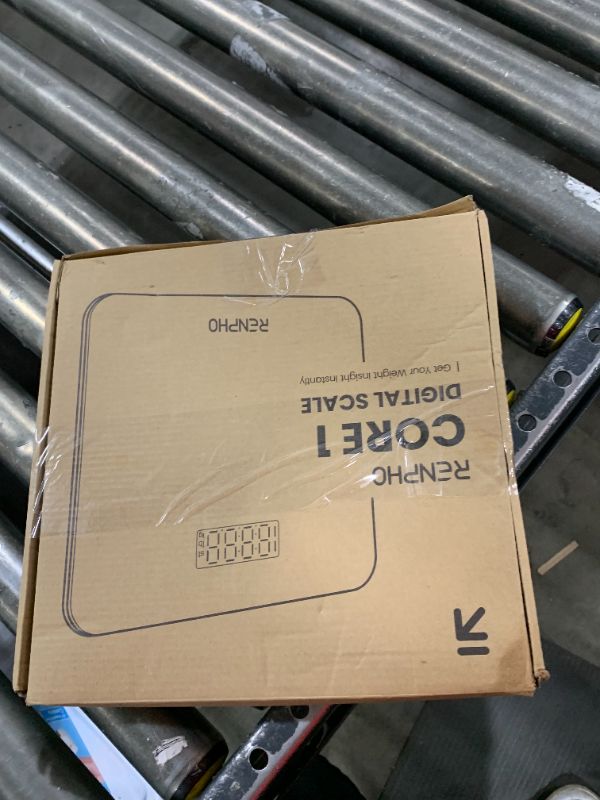 RENPHO
CORE 1
DIGITAL SCALE
| Get Your Weight Insight Instantly
RENPHO